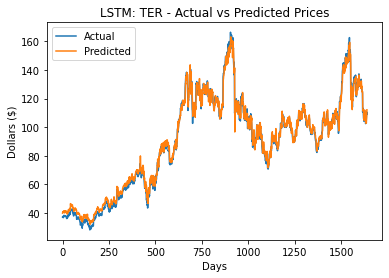 LSTM: TER - Actual vs Predicted Prices
Actual
Predicted
Dollars ($)
160
140
120
100
80
60
40
0
250
500
750
1000
1250
1500
Days